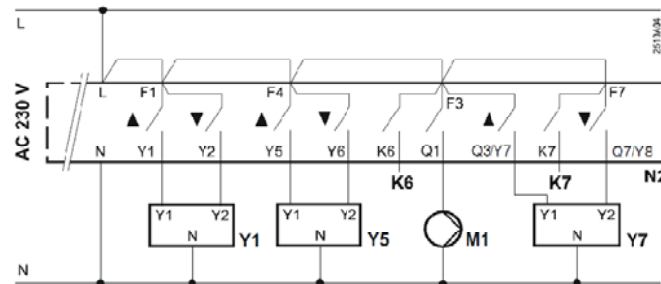 L
2513A04
AC 230 V
L F1 F4 F3 F7
N Y1 Y2 Y5 Y6 K6 Q1 Q3/Y7 K7 Q7/Y8
K6 K7 N2
Y1 Y2 Y1 Y2 Y1 Y2
N Y1 N Y5 M1 N Y7
N